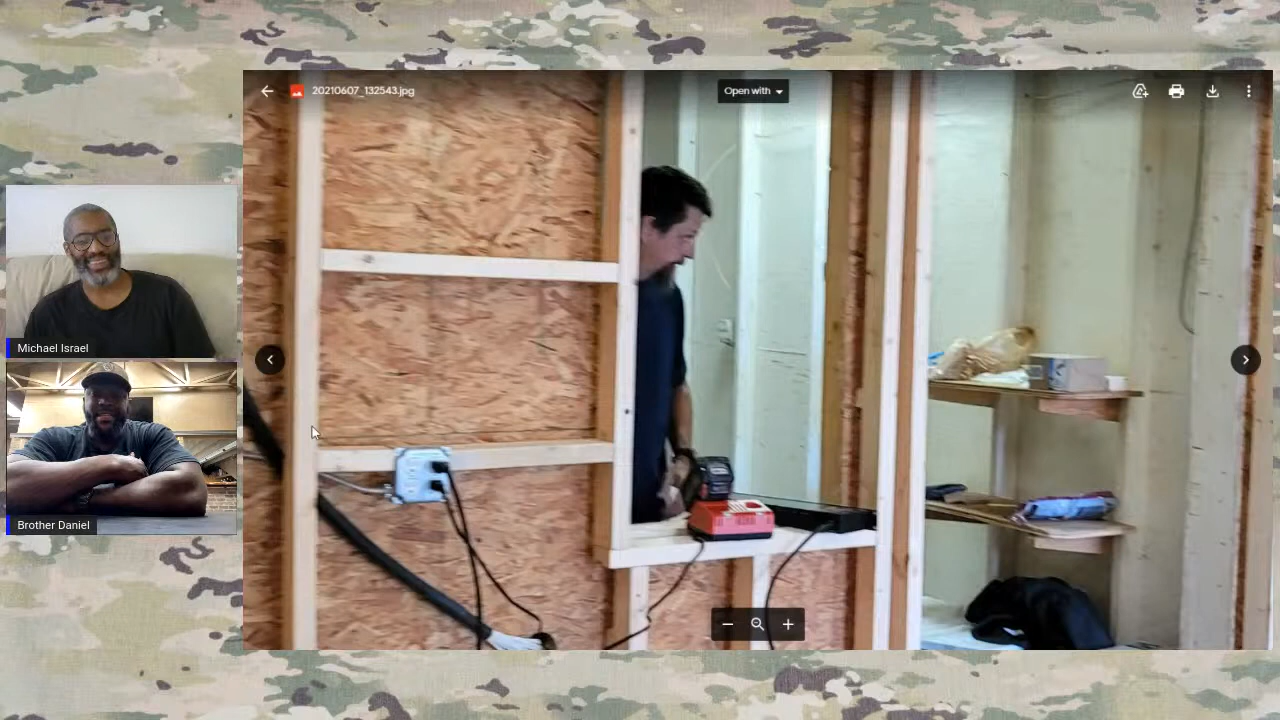 20210607_132543.jpg
Open with
Michael Israel
Brother Daniel